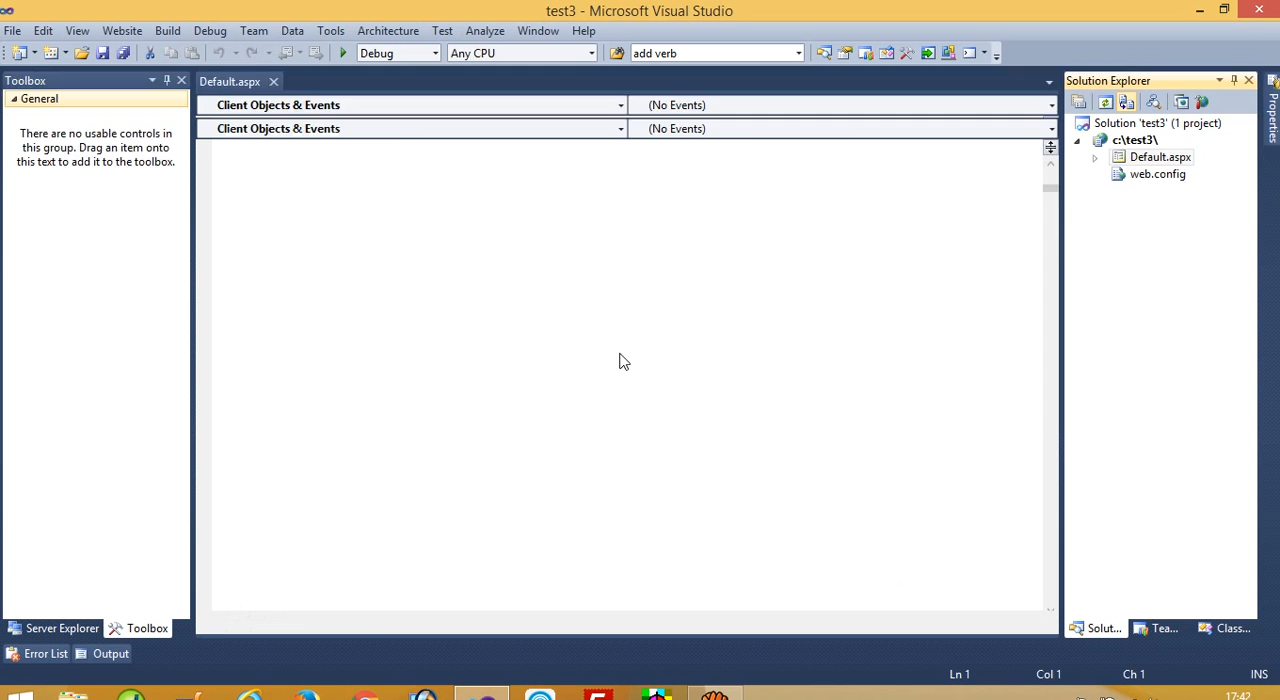 test3 - Microsoft Visual Studio
File Edit View Website Build Debug Team Data Tools Architecture Test Analyze Window Help
Debug Any CPU add verb
Toolbox
Default.aspx
Solution Explorer
General
Client Objects & Events (No Events)
Client Objects & Events (No Events)
There are no usable controls in
this group. Drag an item onto
this text to add it to the toolbox.
Solution 'test3' (1 project)
c:\test3\
Default.aspx
web.config
Properties
Server Explorer Toolbox
Solut... Tea... Class...
Error List Output
Ln 1 Col 1 Ch 1 INS
17:42